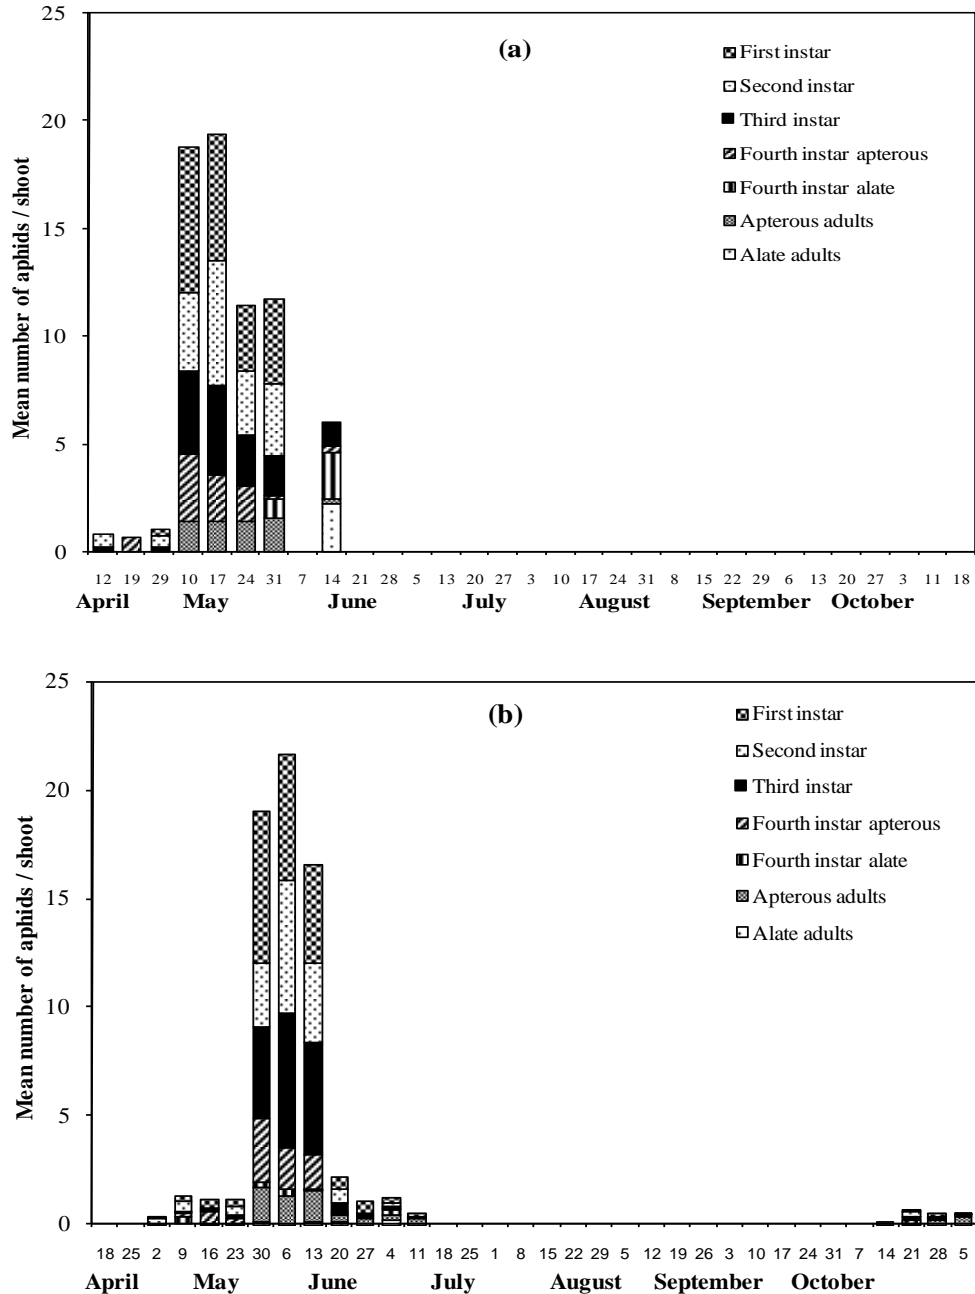 25
(a)
First instar
Second instar
20
Third instar
Fourth instar apterous
Fourth instar alate
15
Apterous adults
Alate adults
10
5
0
Mean number of aphids / shoot
12 19 29 10 17 24 31 7 14 21 28 5 13 20 27 3 10 17 24 31 8 15 22 29 6 13 20 27 3 11 18
April May June July August September October
25
(b)
First instar
Second instar
20
Third instar
Fourth instar apterous
Fourth instar alate
15
Apterous adults
Alate adults
10
5
0
Mean number of aphids / shoot
18 25 2 9 16 23 30 6 13 20 27 4 11 18 25 1 8 15 22 29 5 12 19 26 3 10 17 24 31 7 14 21 28 5
April May June July August September October